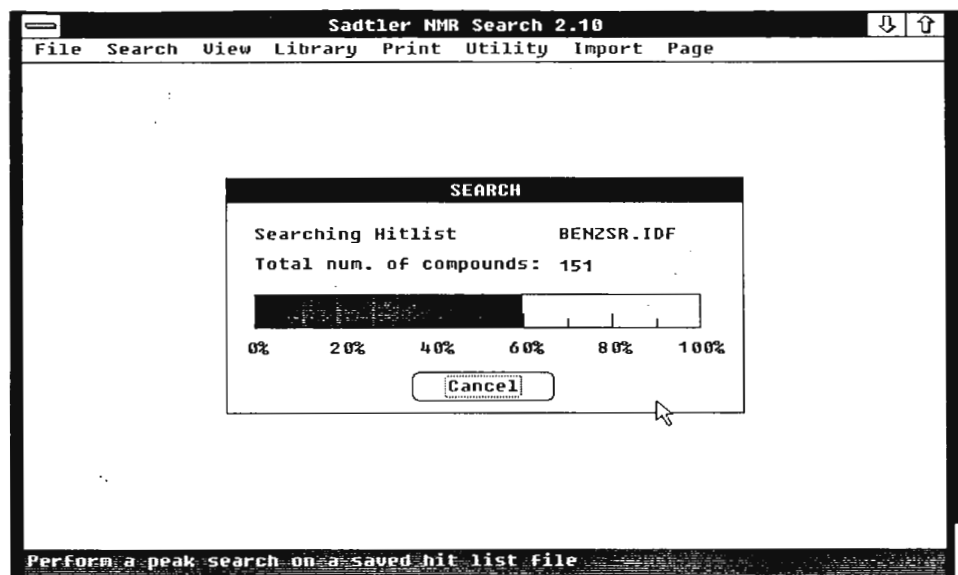 Sadtler NMR Search 2.10
File Search View Library Print Utility Import Page
SEARCH
Searching Hitlist BENZSR.IDF
Total num. of compounds: 151
0% 20% 40% 60% 80% 100%
Cancel
Perform a peak search on a saved hit list file